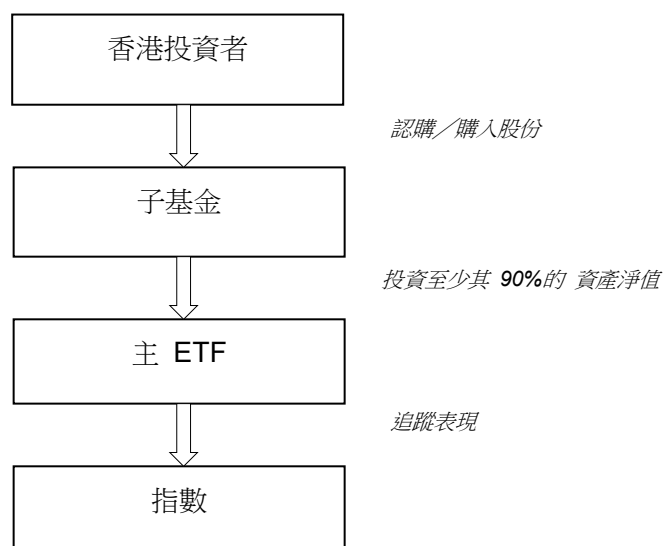 香港投資者
認購／購入股份
子基金
投資至少其 90%的 資產淨值
主 ETF
追蹤表現
指數